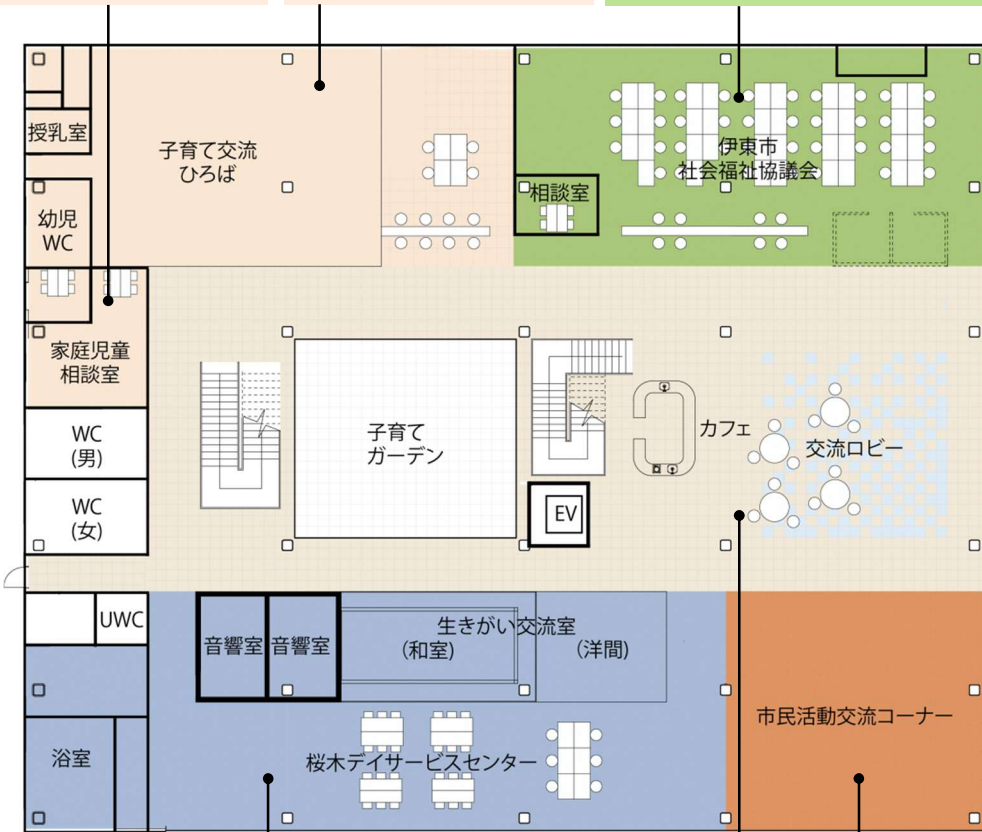 授乳室
子育て交流
ひろば
伊東市
社会福祉協議会
相談室
幼児
WC
家庭児童
相談室
WC
(男)
子育て
ガーデン
カフェ
交流ロビー
WC
(女)
EV
UWC
音響室
音響室
生きがい交流室
(和室)
(洋間)
市民活動交流コーナー
浴室
桜木デイサービスセンター